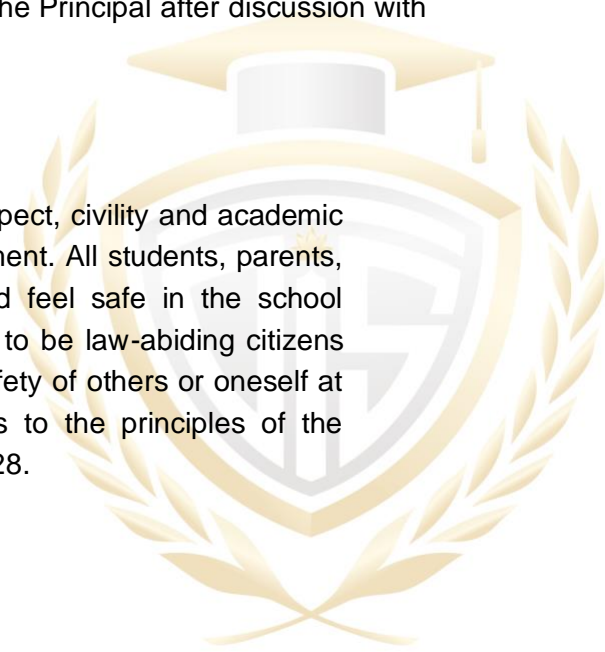 he Principal after discussion with
pect, civility and academic
nent. All students, parents,
d feel safe in the school
to be law-abiding citizens
fety of others or oneself at
s to the principles of the
28.